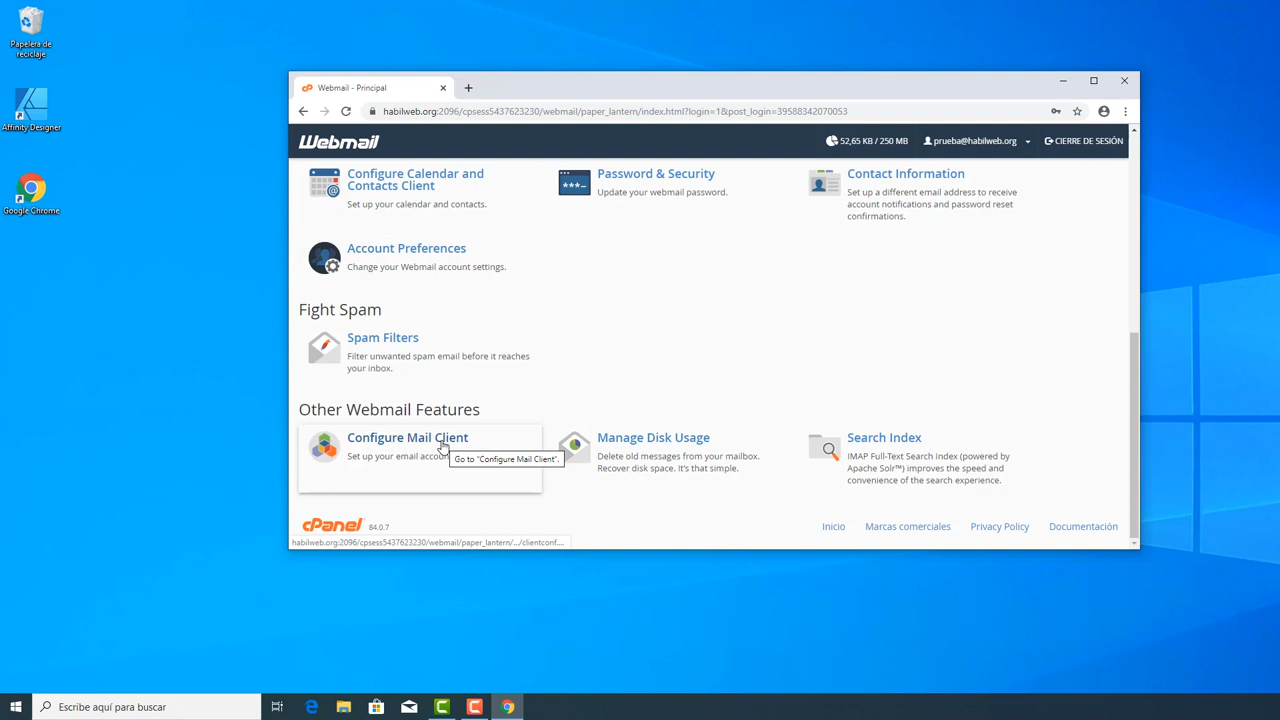 Papelera de
reciclaje
Affinity Designer
Google Chrome
Webmail - Principal
habilweb.org:2096/cpsess5437623230/webmail/paper_lantern/index.html?login=1&post_login=39588342070053
Webmail
52,65 KB / 250 MB
prueba@habilweb.org
CIERRE DE SESIÓN
Configure Calendar and
Contacts Client
Set up your calendar and contacts.
Password & Security
Update your webmail password.
Contact Information
Set up a different email address to receive
account notifications and password reset
confirmations.
Account Preferences
Change your Webmail account settings.
Fight Spam
Spam Filters
Filter unwanted spam email before it reaches
your inbox.
Other Webmail Features
Configure Mail Client
Set up your email
Go to "Configure Mail Client".
Manage Disk Usage
Delete old messages from your mailbox.
Recover disk space. It's that simple.
Search Index
IMAP Full-Text Search Index (powered by
Apache Solr™) improves the speed and
convenience of the search experience.
cPanel 84.0.7
Inicio
Marcas comerciales
Privacy Policy
Documentación
habilweb.org:2096/cpsess5437623230/webmail/paper_lantern/.../clientconf....
Escribe aquí para buscar